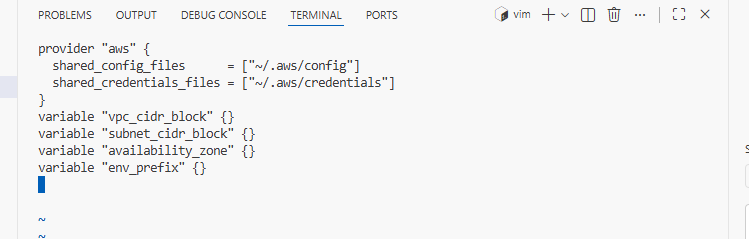 PROBLEMS OUTPUT DEBUG CONSOLE TERMINAL PORTS vim
provider "aws" {
  shared_config_files      = ["~/.aws/config"]
  shared_credentials_files = ["~/.aws/credentials"]
}
variable "vpc_cidr_block" {}
variable "subnet_cidr_block" {}
variable "availability_zone" {}
variable "env_prefix" {}
~
~